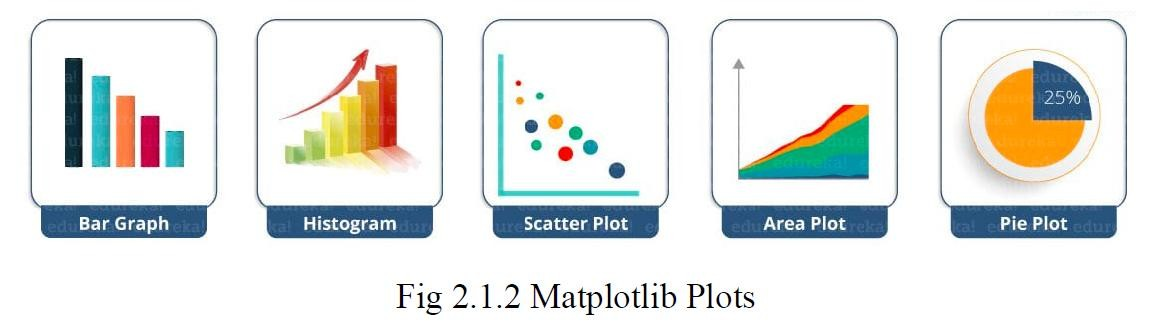 25%
Bar Graph
Histogram
Scatter Plot
Area Plot
Pie Plot
Fig 2.1.2 Matplotlib Plots